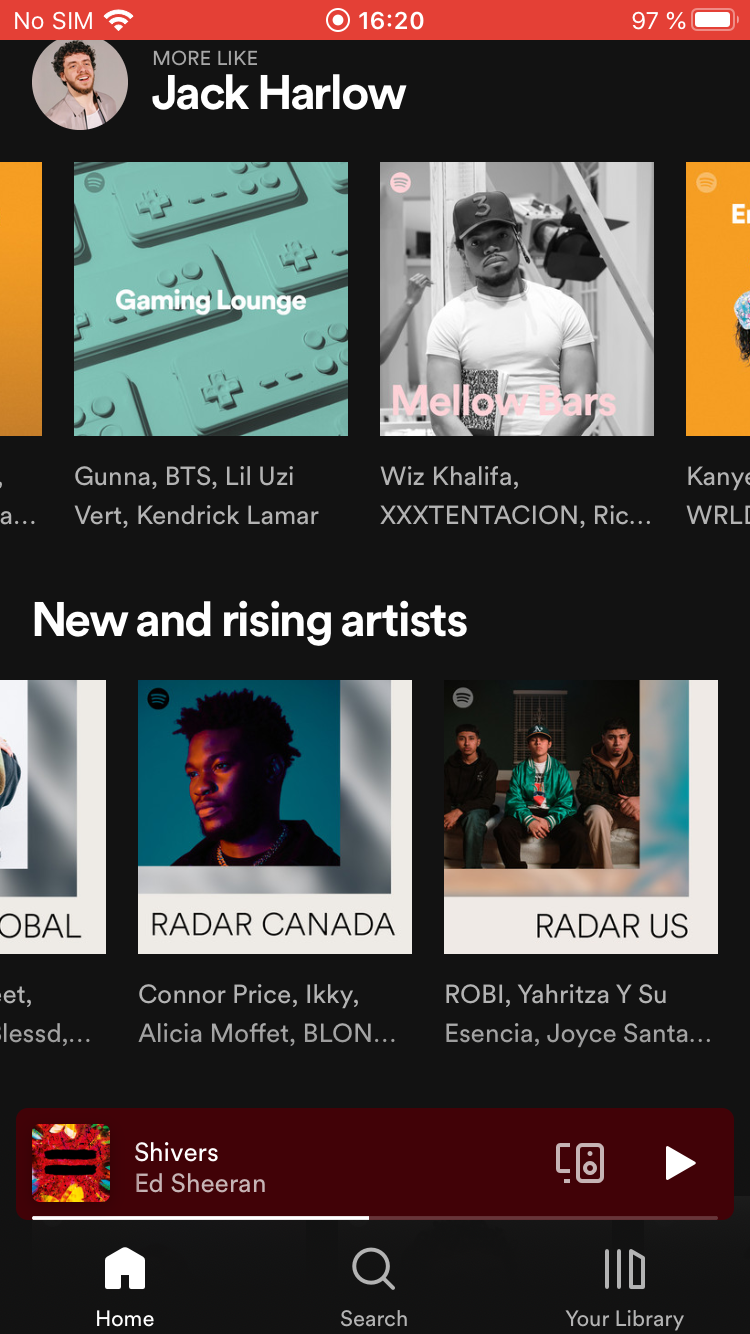 No SIM 16:20 97 %
MORE LIKE
Jack Harlow
Gaming Lounge
3
Mellow Bars
Er
, Gunna, BTS, Lil Uzi Wiz Khalifa, Kanye
a… Vert, Kendrick Lamar XXXTENTACION, Ric… WRLD
New and rising artists
OBAL RADAR CANADA RADAR US
eet, Connor Price, Ikky, ROBI, Yahritza Y Su
Blessd,… Alicia Moffet, BLON… Esencia, Joyce Santa…
Shivers
Ed Sheeran
Home Search Your Library